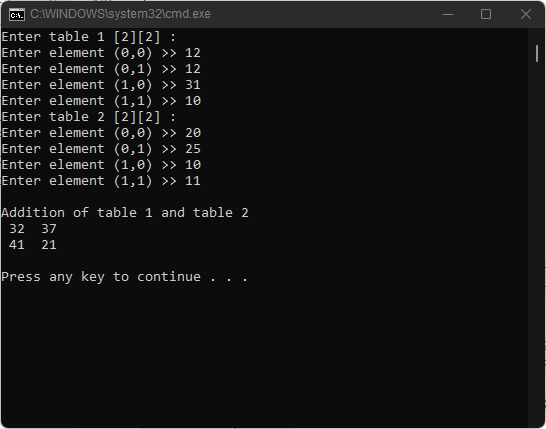 C:\WINDOWS\system32\cmd.exe
Enter table 1 [2][2] :
Enter element (0,0) >> 12
Enter element (0,1) >> 12
Enter element (1,0) >> 31
Enter element (1,1) >> 10
Enter table 2 [2][2] :
Enter element (0,0) >> 20
Enter element (0,1) >> 25
Enter element (1,0) >> 10
Enter element (1,1) >> 11
Addition of table 1 and table 2
32 37
41 21
Press any key to continue . . .